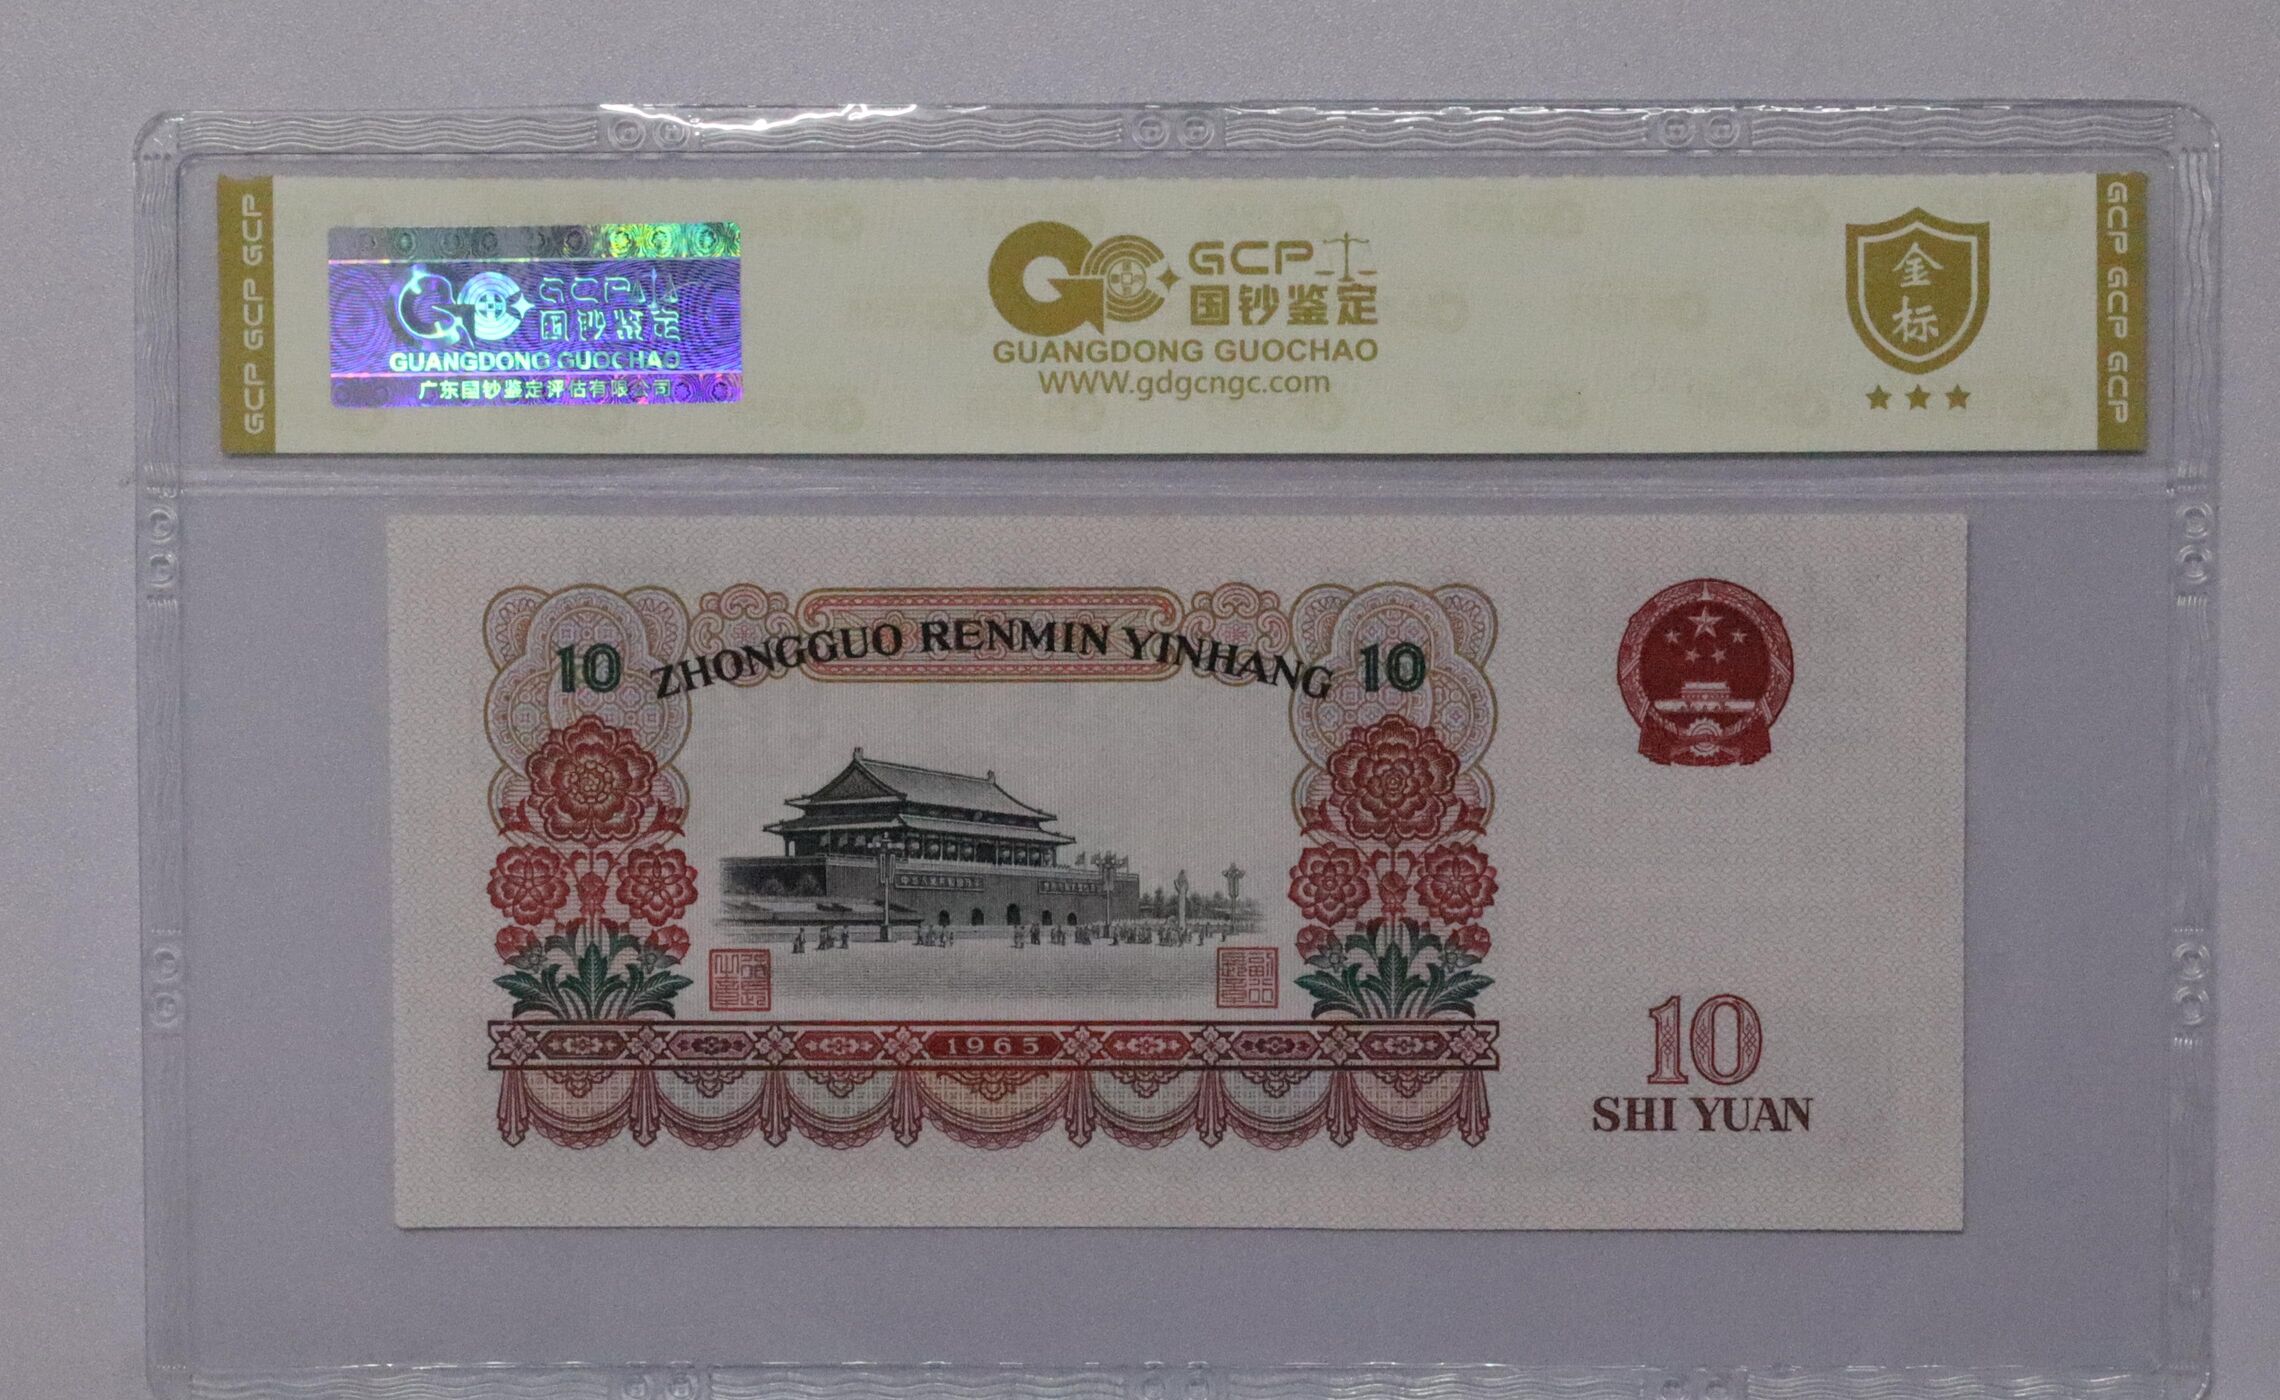 GCP GCP GCP
GCP
国钞鉴定
GUANGDONG GUOCHAO
广东国钞鉴定评估有限公司
GCP
国钞鉴定
GUANGDONG GUOCHAO
WWW.gdgcngc.com
金
标
GCP GCP GCP
ZHONGGUO RENMIN YINHANG
10
10
1965
10
SHI YUAN